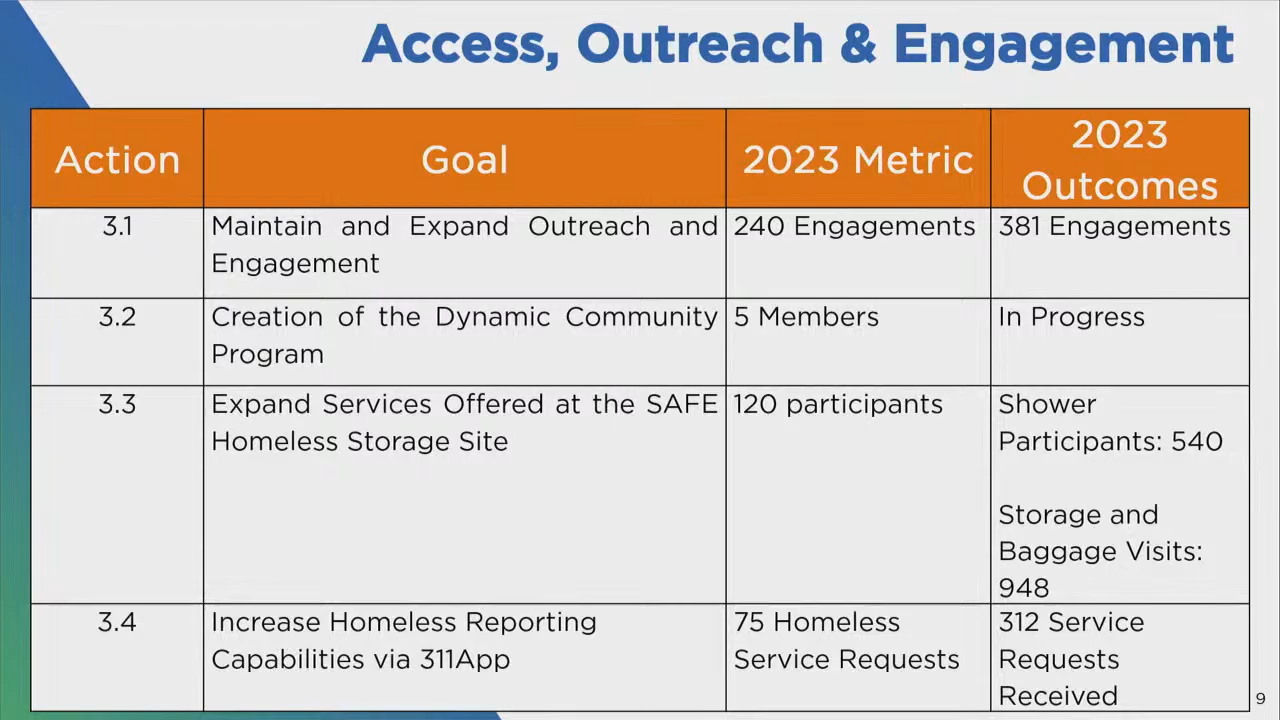 Access, Outreach & Engagement
Action
Goal
2023 Metric
2023
Outcomes
3.1
Maintain and Expand Outreach and
Engagement
240 Engagements
381 Engagements
3.2
Creation of the Dynamic Community
Program
5 Members
In Progress
3.3
Expand Services Offered at the SAFE
Homeless Storage Site
120 participants
Shower
Participants: 540
Storage and
Baggage Visits:
948
3.4
Increase Homeless Reporting
Capabilities via 311App
75 Homeless
Service Requests
312 Service
Requests
Received
9